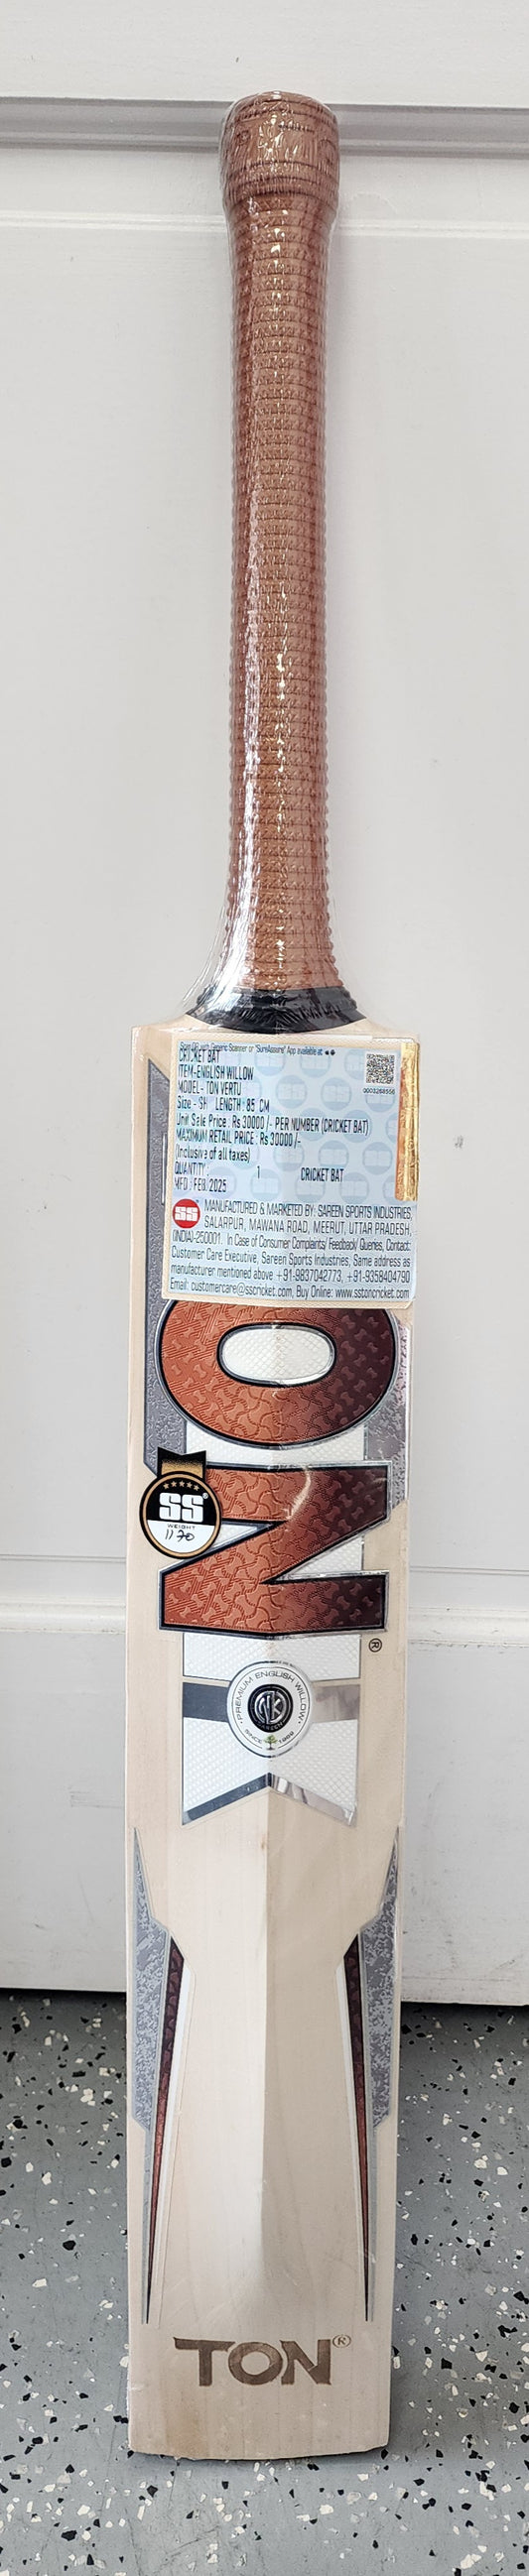 Scan QR with Generic Scanner or "SureAssure" App available at:
CRICKET BAT
ITEM-ENGLISH WILLOW
MODEL - TON VERTU
Size - SH LENGTH : 85 CM
Unit Sale Price : Rs 30000/- PER NUMBER (CRICKET BAT)
MAXIMUM RETAIL PRICE : Rs 30000/-
(Inclusive of all taxes)
QUANTITY : 1 CRICKET BAT
MFD : FEB 2025
0003268556
SS MANUFACTURED & MARKETED BY: SAREEN SPORTS INDUSTRIES,
SALARPUR, MAWANA ROAD, MEERUT, UTTAR PRADESH,
(INDIA)-250001. In Case of Consumer Complaints/ Feedback/ Queries, Contact:
Customer Care Executive, Sareen Sports Industries, Same address as
manufacturer mentioned above +91-9837042773, +91-9358404790
Email: customercare@sscricket.com, Buy Online: www.sstoncricket.com
ON®
SS®
WEIGHT
1170
PREMIUM ENGLISH WILLOW
NK
SAREEN
SINCE 1969
TON®